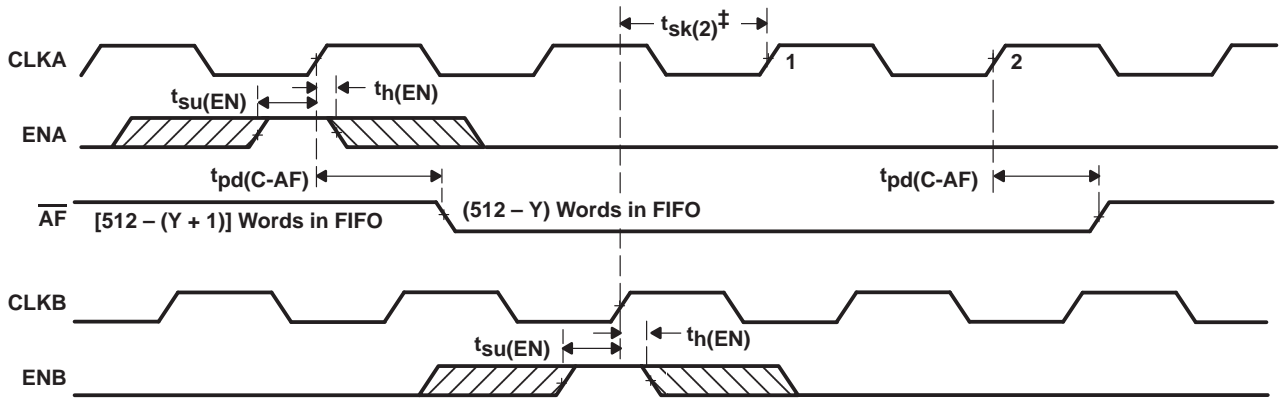 tsk(2)‡
CLKA
1
2
tsu(EN)
th(EN)
ENA
tpd(C-AF)
tpd(C-AF)
AF
[512 – (Y + 1)] Words in FIFO
(512 – Y) Words in FIFO
CLKB
tsu(EN)
th(EN)
ENB